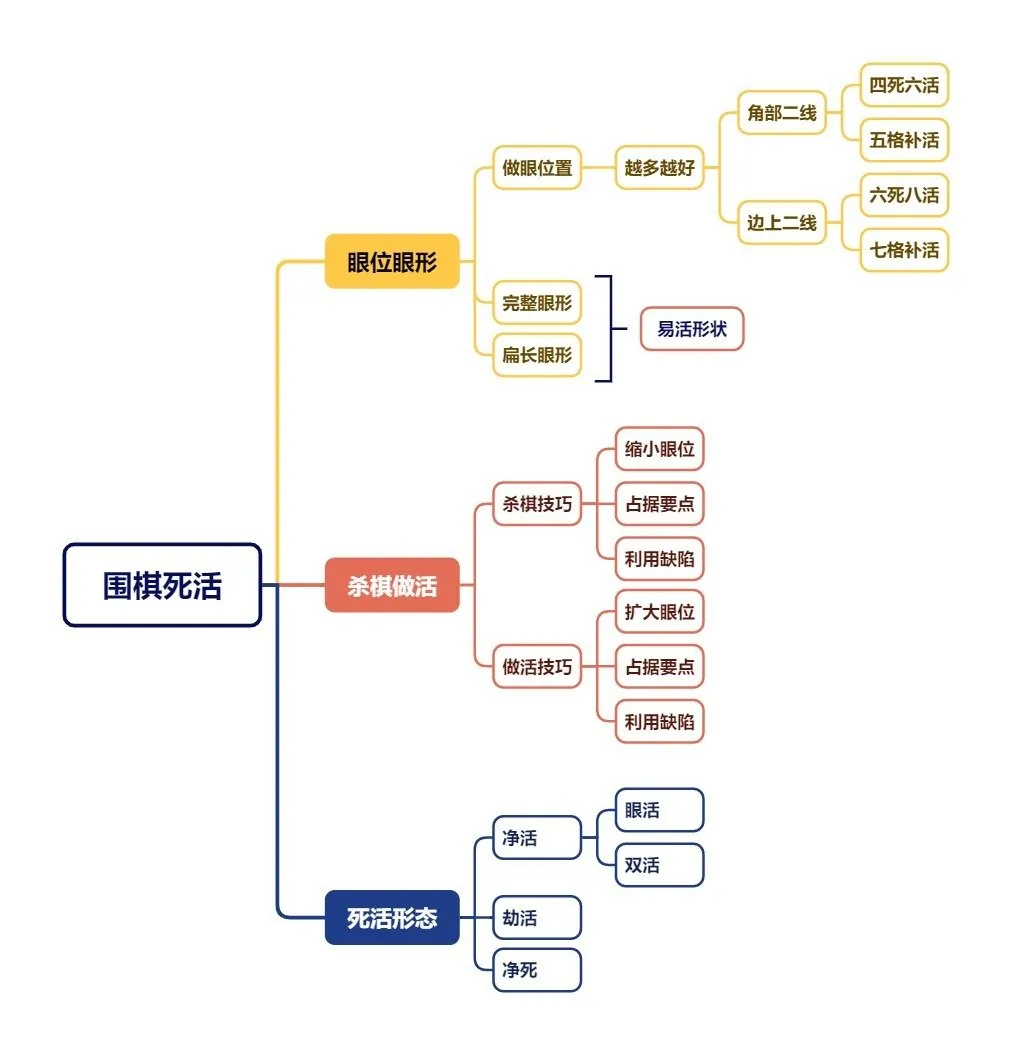 围棋死活
眼位眼形
做眼位置
越多越好
角部二线
四死六活
五格补活
边上二线
六死八活
七格补活
完整眼形
扁长眼形
易活形状
杀棋做活
杀棋技巧
缩小眼位
占据要点
利用缺陷
做活技巧
扩大眼位
占据要点
利用缺陷
死活形态
净活
眼活
双活
劫活
净死